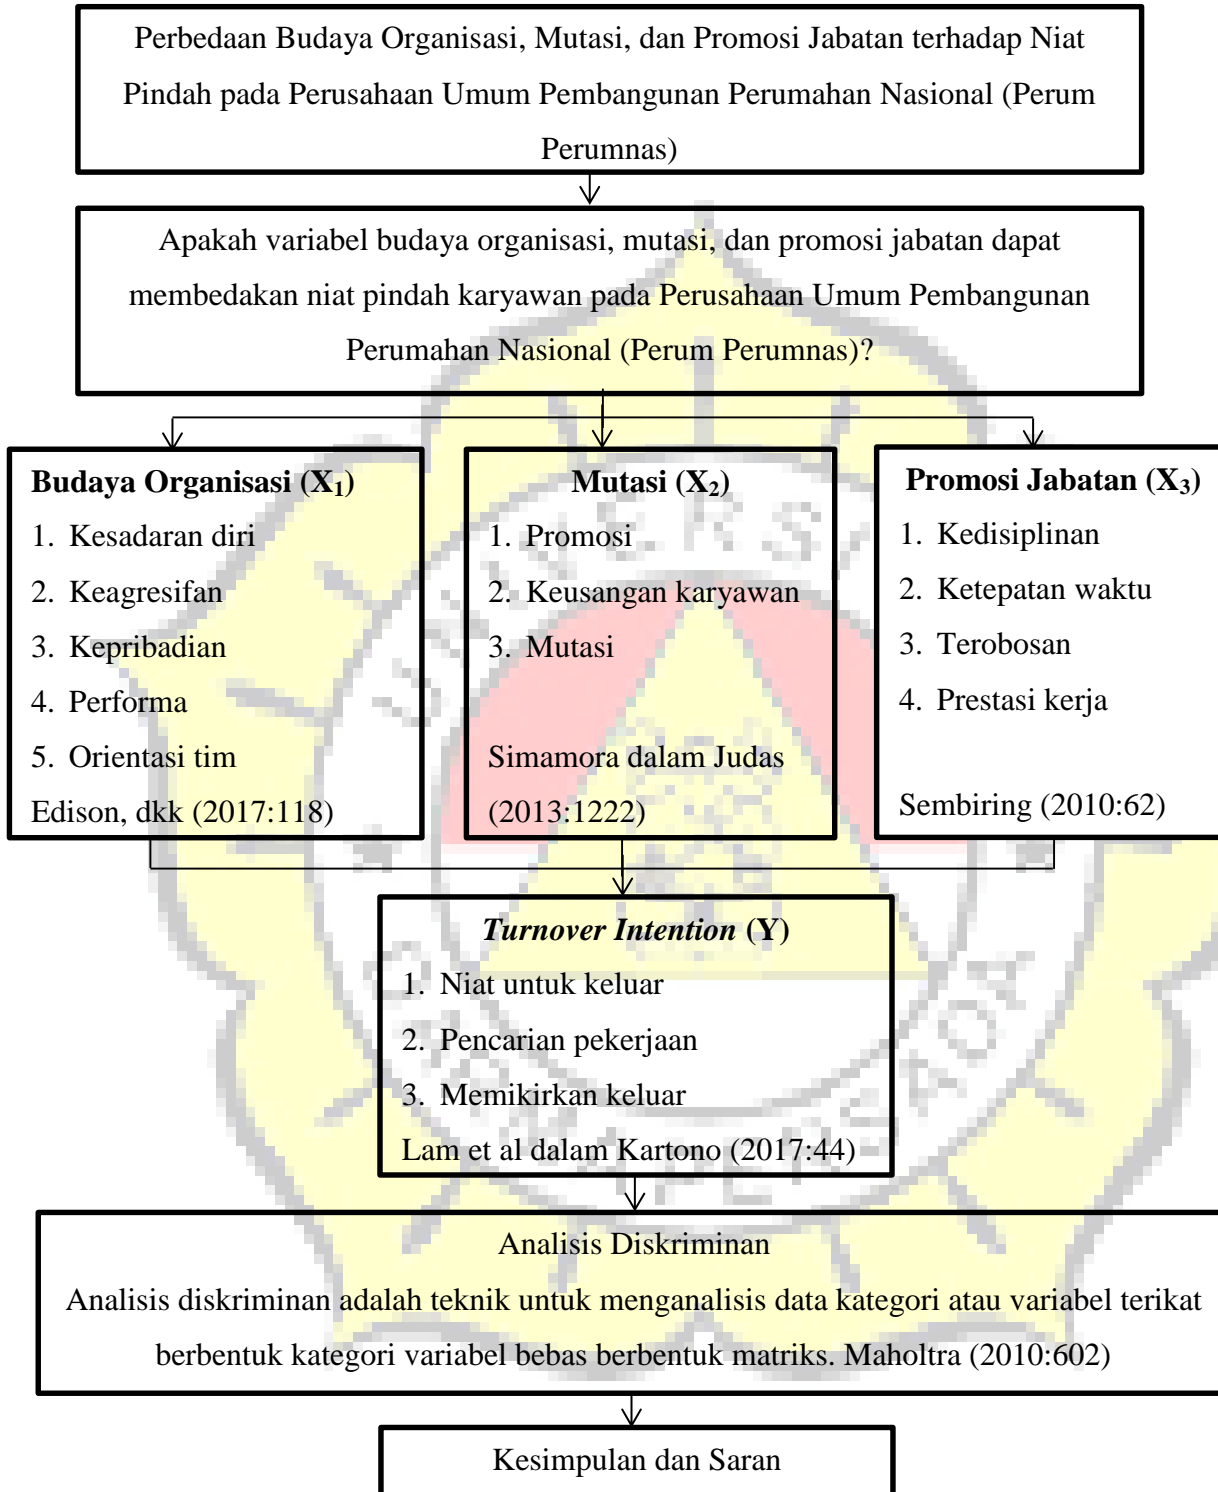 Perbedaan Budaya Organisasi, Mutasi, dan Promosi Jabatan terhadap Niat
Pindah pada Perusahaan Umum Pembangunan Perumahan Nasional (Perum
Perumnas)
Apakah variabel budaya organisasi, mutasi, dan promosi jabatan dapat
membedakan niat pindah karyawan pada Perusahaan Umum Pembangunan
Perumahan Nasional (Perum Perumnas)?
Budaya Organisasi (X₁)
1. Kesadaran diri
2. Keagresifan
3. Kepribadian
4. Performa
5. Orientasi tim
Edison, dkk (2017:118)
Mutasi (X₂)
1. Promosi
2. Keusangan karyawan
3. Mutasi
Simamora dalam Judas
(2013:1222)
Promosi Jabatan (X₃)
1. Kedisiplinan
2. Ketepatan waktu
3. Terobosan
4. Prestasi kerja
Sembiring (2010:62)
Turnover Intention (Y)
1. Niat untuk keluar
2. Pencarian pekerjaan
3. Memikirkan keluar
Lam et al dalam Kartono (2017:44)
Analisis Diskriminan
Analisis diskriminan adalah teknik untuk menganalisis data kategori atau variabel terikat
berbentuk kategori variabel bebas berbentuk matriks. Maholtra (2010:602)
Kesimpulan dan Saran